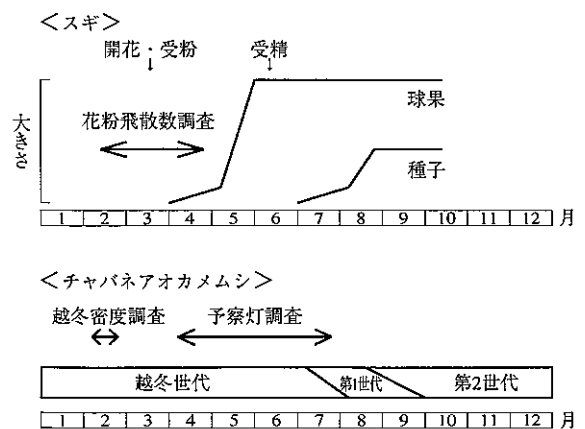 ＜スギ＞
開花・受粉
↓
受精
↓
大きさ
花粉飛散数調査
球果
種子
1 2 3 4 5 6 7 8 9 10 11 12 月
＜チャバネアオカメムシ＞
越冬密度調査 予察灯調査
越冬世代 第1世代 第2世代
1 2 3 4 5 6 7 8 9 10 11 12 月